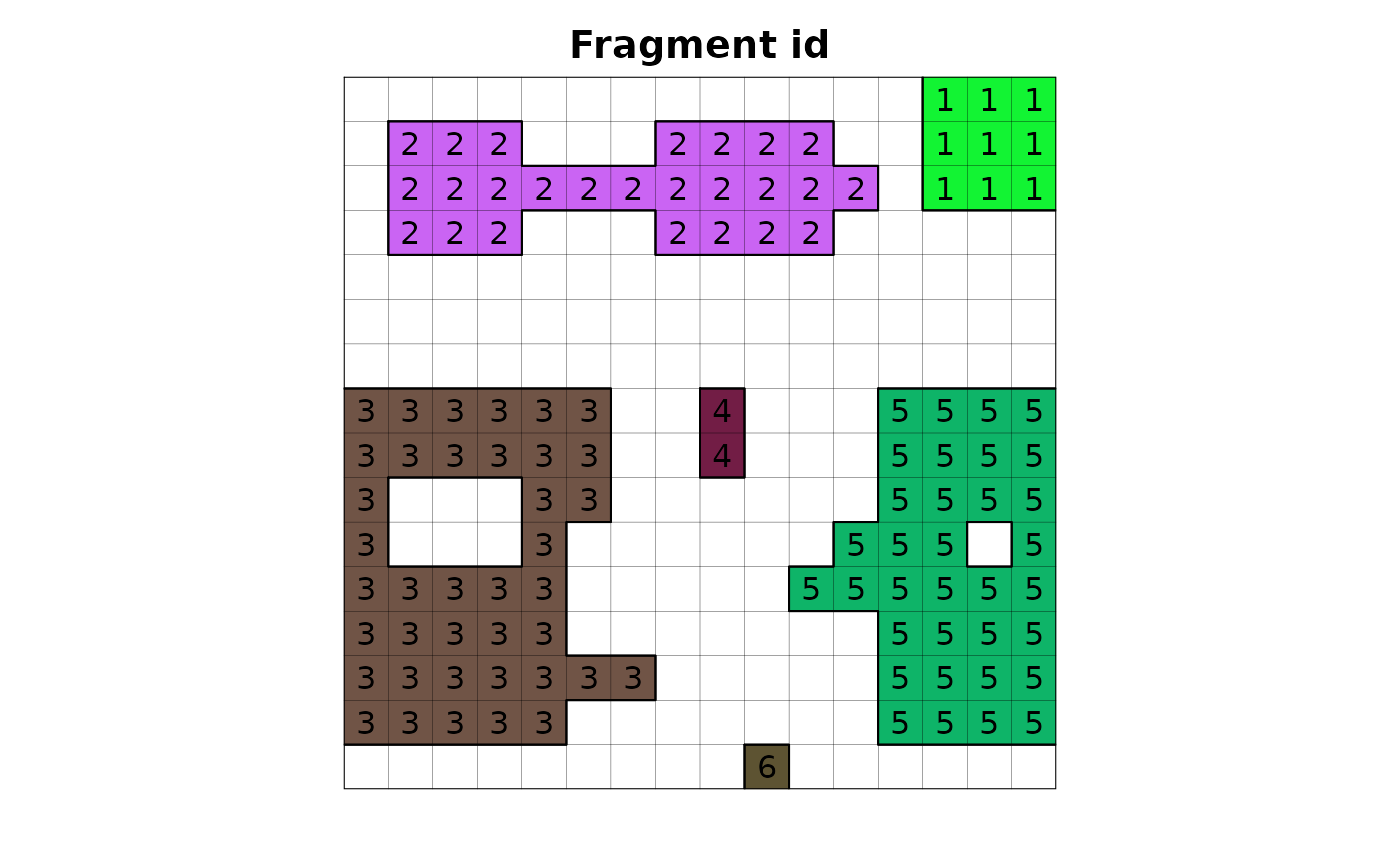 Fragment id
1 1 1
2 2 2 2 2 2 2 1 1 1
2 2 2 2 2 2 2 2 2 2 2 1 1 1
2 2 2 2 2 2 2
3 3 3 3 3 3 4 5 5 5 5
3 3 3 3 3 3 4 5 5 5 5
3 3 3 5 5 5 5
3 3 5 5 5 5
3 3 3 3 3 5 5 5 5 5 5
3 3 3 3 3 5 5 5 5
3 3 3 3 3 3 3 5 5 5 5
3 3 3 3 3 5 5 5 5
6